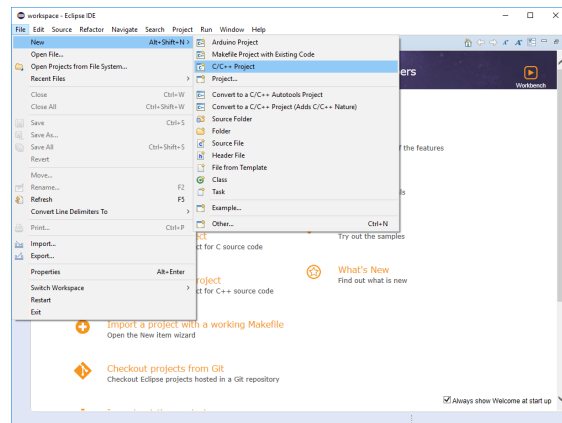 workspace - Eclipse IDE
File Edit Source Refactor Navigate Search Project Run Window Help
New Alt+Shift+N >
Open File...
Open Projects from File System...
Recent Files >
Close Ctrl+W
Close All Ctrl+Shift+W
Save Ctrl+S
Save As...
Save All Ctrl+Shift+S
Revert
Move...
Rename... F2
Refresh F5
Convert Line Delimiters To >
Print... Ctrl+P
Import...
Export...
Properties Alt+Enter
Switch Workspace >
Restart
Exit
Arduino Project
Makefile Project with Existing Code
C/C++ Project
Project...
Convert to a C/C++ Autotools Project
Convert to a C/C++ Project (Adds C/C++ Nature)
Source Folder
Folder
Source File
Header File
File from Template
Class
Task
Example...
Other... Ctrl+N
ers
Workbench
f the features
ls
ect
ct for C source code
Try out the samples
roject
ct for C++ source code
What's New
Find out what is new
Import a project with a working Makefile
Open the New item wizard
Checkout projects from Git
Checkout Eclipse projects hosted in a Git repository
Always show Welcome at start up